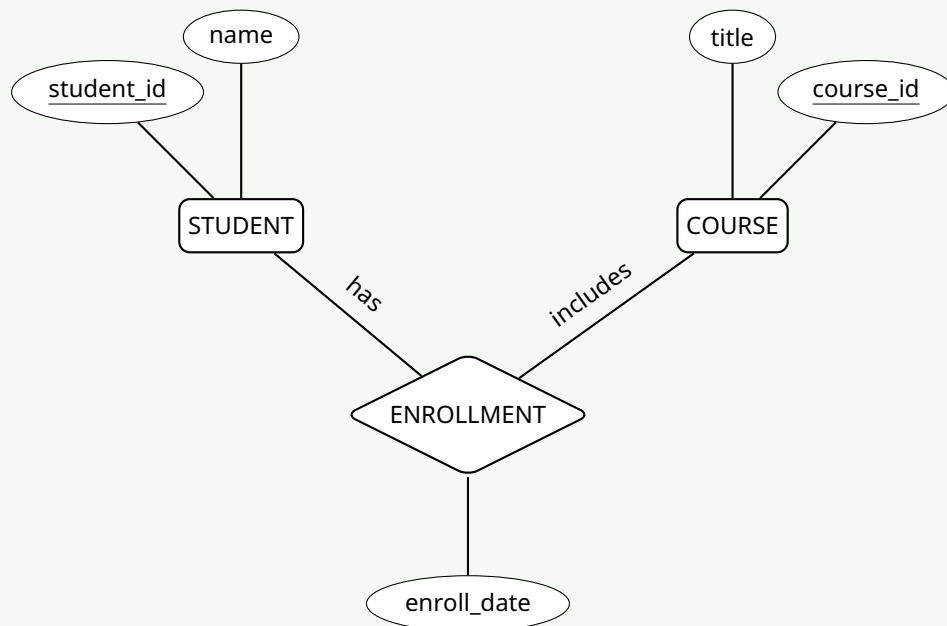 name
title
student_id
course_id
STUDENT
COURSE
has
includes
ENROLLMENT
enroll_date